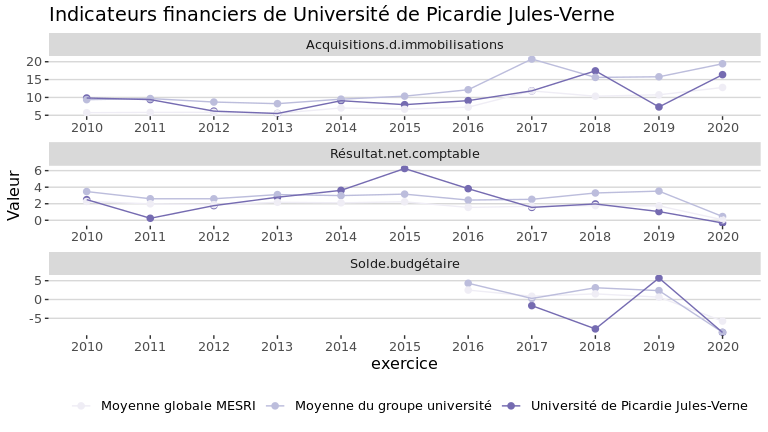 Indicateurs financiers de Université de Picardie Jules-Verne
Acquisitions.d.immobilisations
20
15
10
5
2010 2011 2012 2013 2014 2015 2016 2017 2018 2019 2020
Résultat.net.comptable
6
4
2
0
2010 2011 2012 2013 2014 2015 2016 2017 2018 2019 2020
Valeur
Solde.budgétaire
5
0
-5
2010 2011 2012 2013 2014 2015 2016 2017 2018 2019 2020
exercice
Moyenne globale MESRI Moyenne du groupe université Université de Picardie Jules-Verne